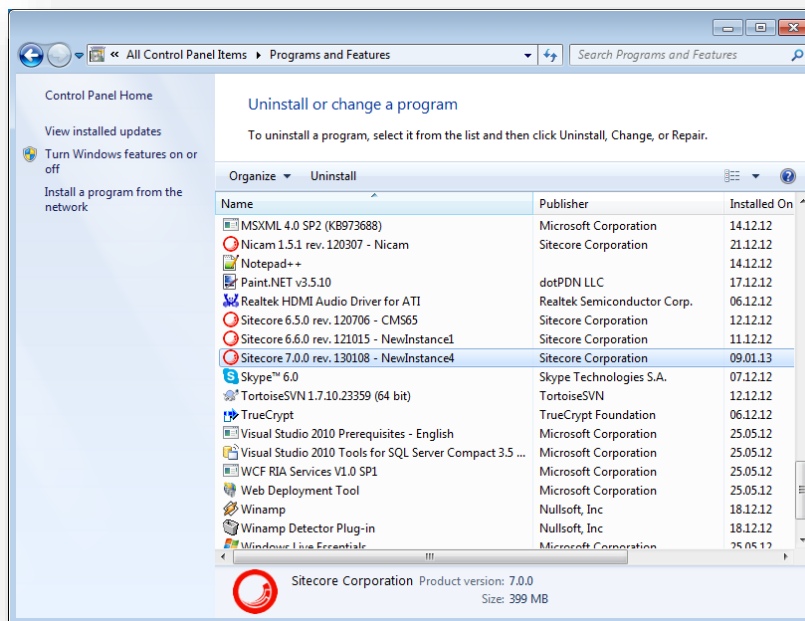 « All Control Panel Items ▸ Programs and Features
Search Programs and Features
Control Panel Home
View installed updates
Turn Windows features on or
off
Install a program from the
network
Uninstall or change a program
To uninstall a program, select it from the list and then click Uninstall, Change, or Repair.
Organize Uninstall
Name Publisher Installed On
MSXML 4.0 SP2 (KB973688) Microsoft Corporation 14.12.12
Nicam 1.5.1 rev. 120307 - Nicam Sitecore Corporation 21.12.12
Notepad++ 14.12.12
Paint.NET v3.5.10 dotPDN LLC 17.12.12
Realtek HDMI Audio Driver for ATI Realtek Semiconductor Corp. 06.12.12
Sitecore 6.5.0 rev. 120706 - CMS65 Sitecore Corporation 12.12.12
Sitecore 6.6.0 rev. 121015 - NewInstance1 Sitecore Corporation 11.12.12
Sitecore 7.0.0 rev. 130108 - NewInstance4 Sitecore Corporation 09.01.13
Skype™ 6.0 Skype Technologies S.A. 07.12.12
TortoiseSVN 1.7.10.23359 (64 bit) TortoiseSVN 12.12.12
TrueCrypt TrueCrypt Foundation 06.12.12
Visual Studio 2010 Prerequisites - English Microsoft Corporation 25.05.12
Visual Studio 2010 Tools for SQL Server Compact 3.5 ... Microsoft Corporation 25.05.12
WCF RIA Services V1.0 SP1 Microsoft Corporation 25.05.12
Web Deployment Tool Microsoft Corporation 25.05.12
Winamp Nullsoft, Inc 18.12.12
Winamp Detector Plug-in Nullsoft, Inc 18.12.12
Windows Live Essentials Microsoft Corporation 25.05.12
Sitecore Corporation Product version: 7.0.0
Size: 399 MB